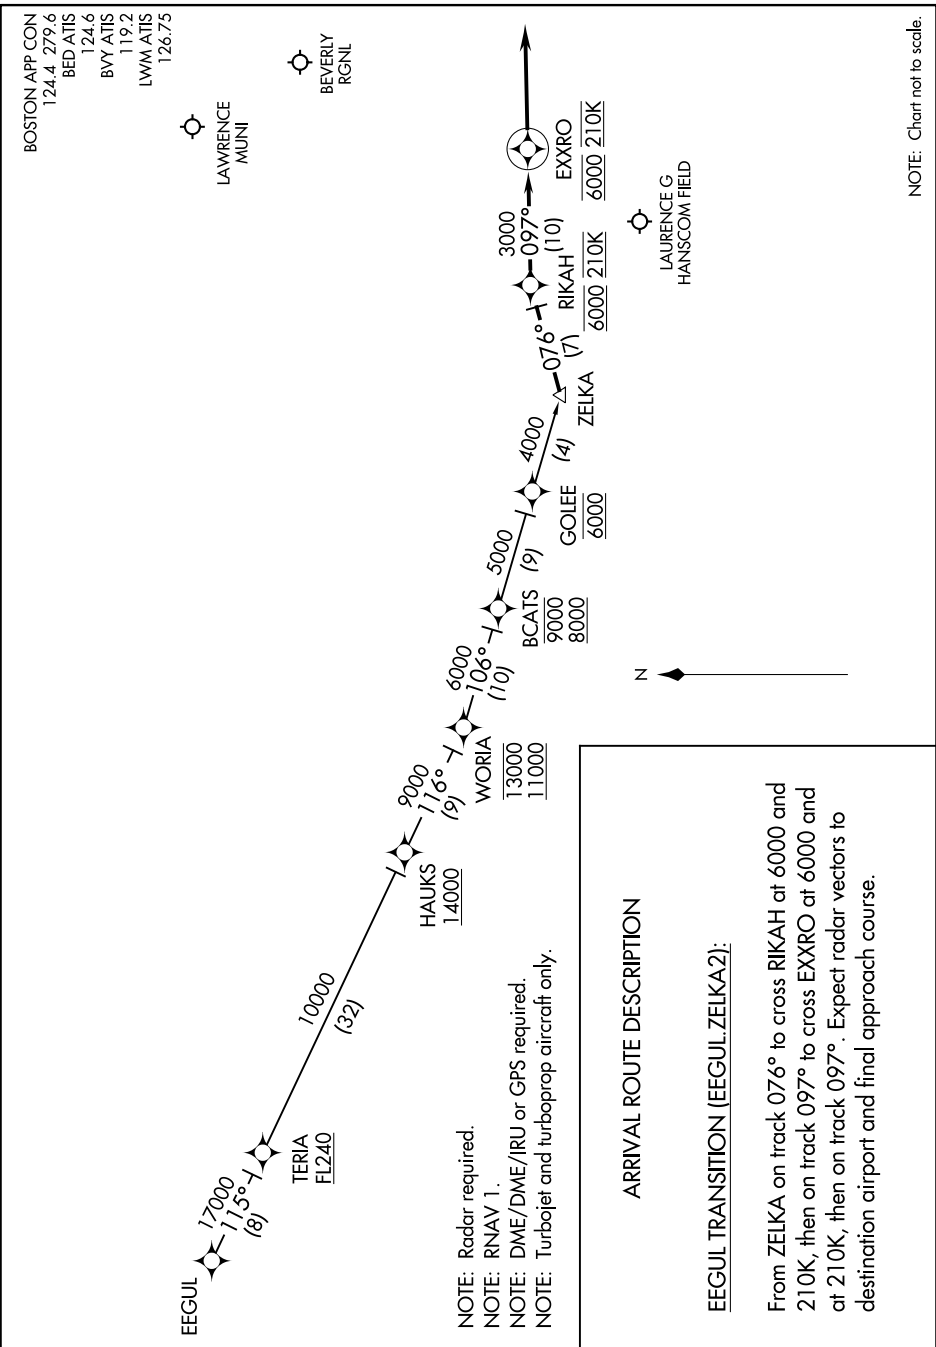 BOSTON APP CON
124.4 279.6
BED ATIS
124.6
BVY ATIS
119.2
LWM ATIS
126.75
LAWRENCE
MUNI
BEVERLY
RGNL
EEGUL
17000
115°
(8)
TERIA
FL240
10000
(32)
HAUKS
14000
9000
116°
(9)
WORIA
13000
11000
6000
106°
(10)
BCATS
9000
8000
5000
(9)
GOLEE
6000
4000
(4)
ZELKA
076°
(7)
RIKAH
6000 210K
3000
097°
(10)
EXXRO
6000 210K
LAURENCE G
HANSCOM FIELD
N
NOTE: Radar required.
NOTE: RNAV 1.
NOTE: DME/DME/IRU or GPS required.
NOTE: Turbojet and turboprop aircraft only.
ARRIVAL ROUTE DESCRIPTION
EEGUL TRANSITION (EEGUL.ZELKA2):
From ZELKA on track 076° to cross RIKAH at 6000 and
210K, then on track 097° to cross EXXRO at 6000 and
at 210K, then on track 097°. Expect radar vectors to
destination airport and final approach course.
NOTE: Chart not to scale.